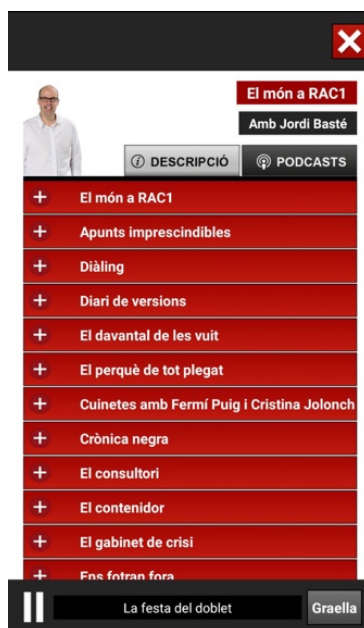 El món a RAC1
Amb Jordi Basté
DESCRIPCIÓ
PODCASTS
El món a RAC1
Apunts imprescindibles
Diàling
Diari de versions
El davantal de les vuit
El perquè de tot plegat
Cuinetes amb Fermí Puig i Cristina Jolonch
Crònica negra
El consultori
El contenidor
El gabinet de crisi
Ens fotran fora
La festa del doblet
Graella